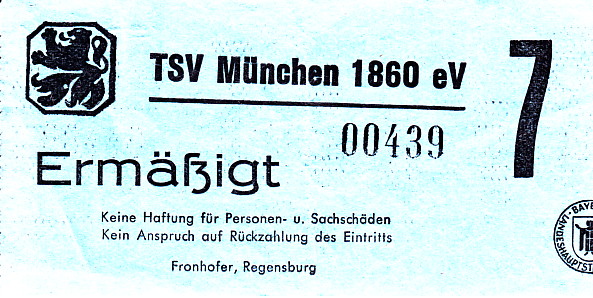 TSV München 1860 eV
7
00439
Ermäßigt
Keine Haftung für Personen- u. Sachschäden
Kein Anspruch auf Rückzahlung des Eintritts
Fronhofer, Regensburg